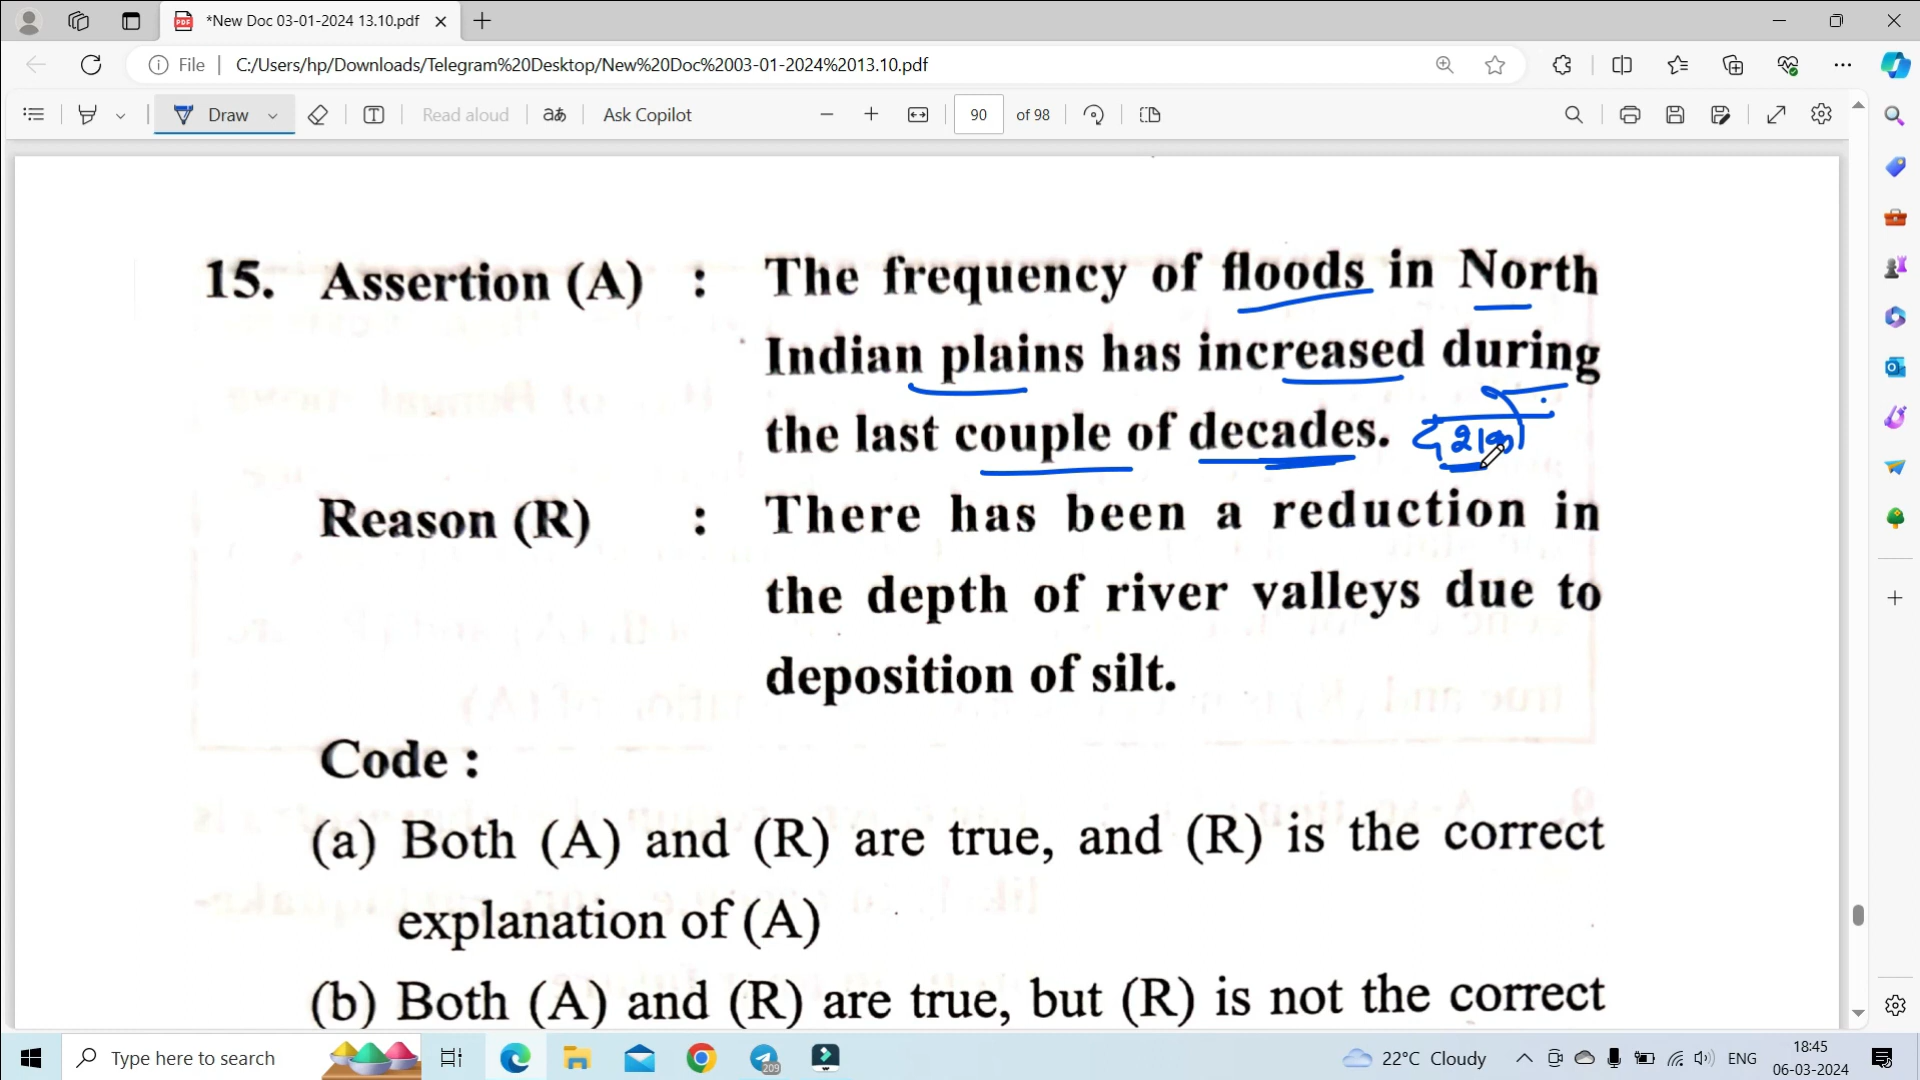 *New Doc 03-01-2024 13.10.pdf
File
C:/Users/hp/Downloads/Telegram%20Desktop/New%20Doc%2003-01-2024%2013.10.pdf
Draw
Read aloud
aあ
Ask Copilot
90 of 98
15. Assertion (A) : The frequency of floods in North
Indian plains has increased during
the last couple of decades.
Reason (R) : There has been a reduction in
the depth of river valleys due to
deposition of silt.
Code :
(a) Both (A) and (R) are true, and (R) is the correct
explanation of (A)
(b) Both (A) and (R) are true, but (R) is not the correct
Type here to search
209
22°C Cloudy
ENG
18:45
06-03-2024